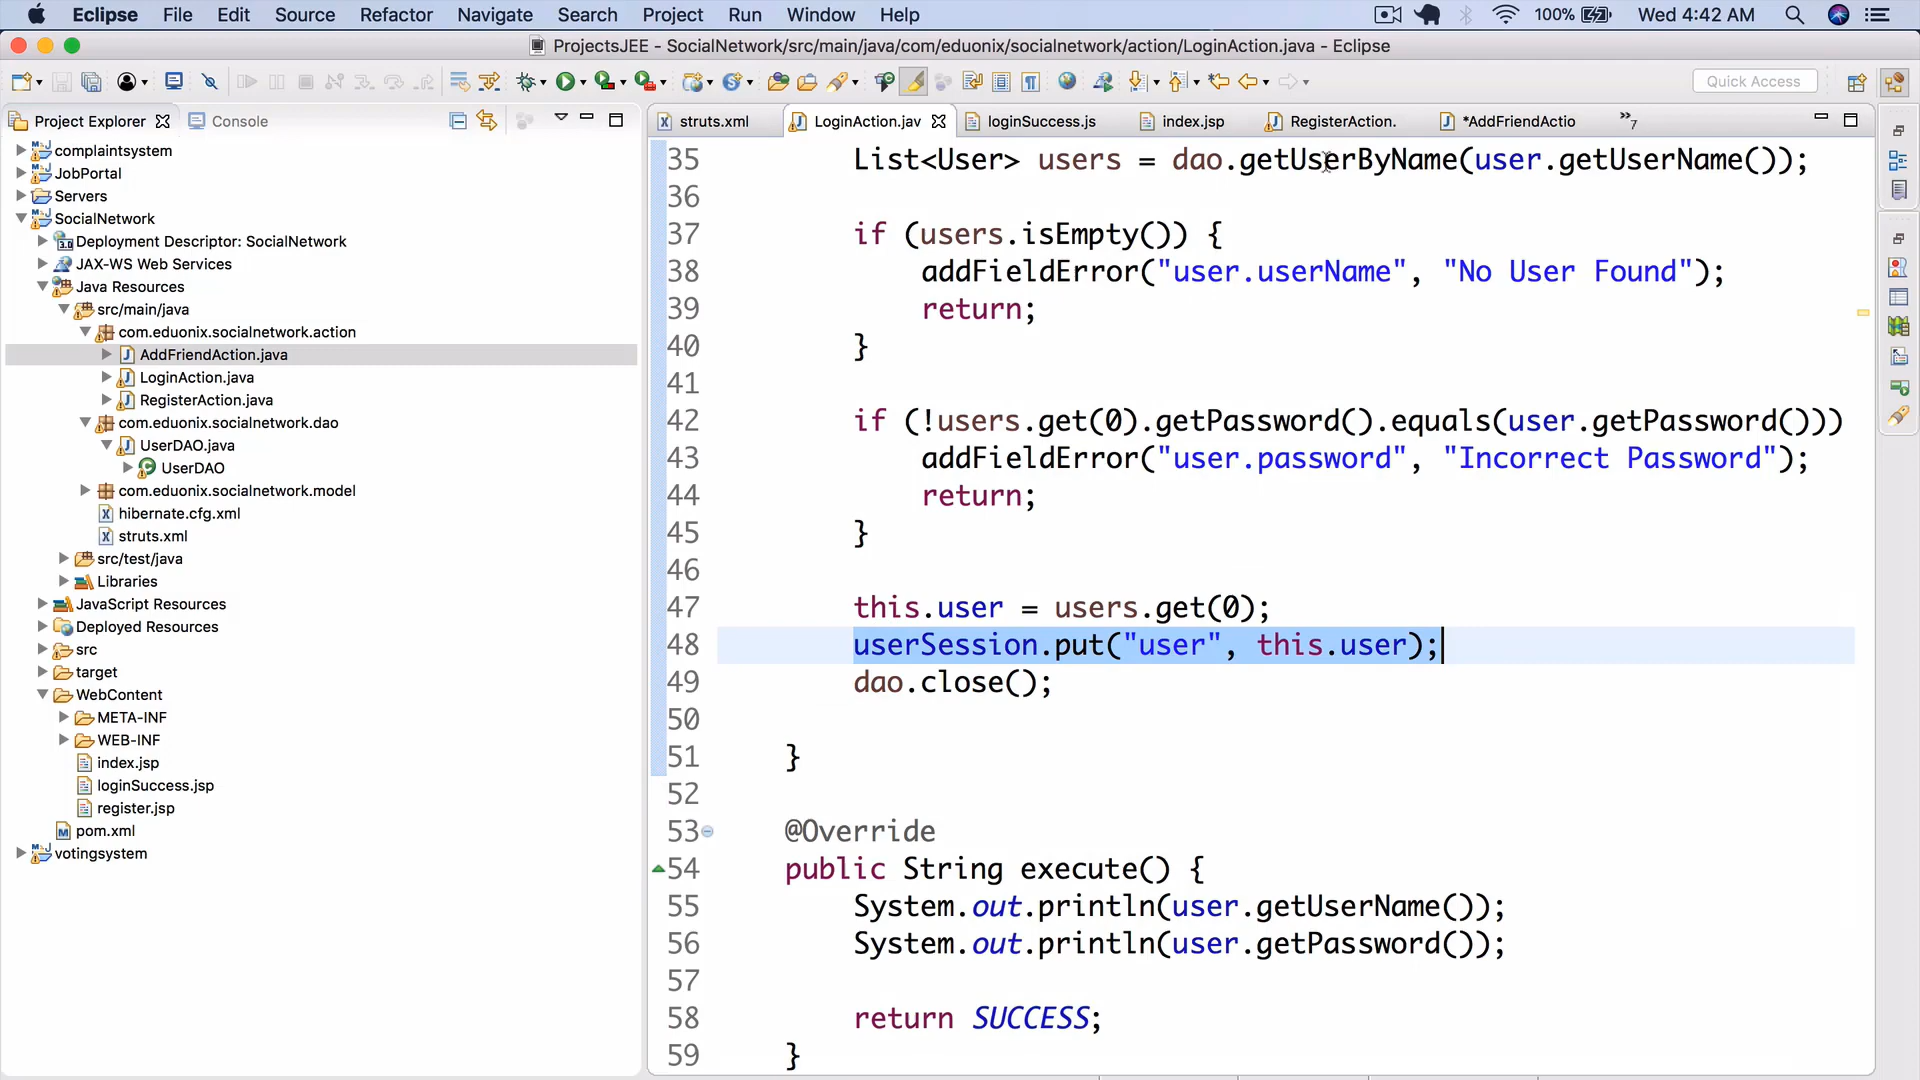 Eclipse File Edit Source Refactor Navigate Search Project Run Window Help 100% Wed 4:42 AM
ProjectsJEE - SocialNetwork/src/main/java/com/eduonix/socialnetwork/action/LoginAction.java - Eclipse
Quick Access
Project Explorer Console
struts.xml LoginAction.jav loginSuccess.js index.jsp RegisterAction. *AddFriendActio »7
complaintsystem
JobPortal
Servers
SocialNetwork
Deployment Descriptor: SocialNetwork
JAX-WS Web Services
Java Resources
src/main/java
com.eduonix.socialnetwork.action
AddFriendAction.java
LoginAction.java
RegisterAction.java
com.eduonix.socialnetwork.dao
UserDAO.java
UserDAO
com.eduonix.socialnetwork.model
hibernate.cfg.xml
struts.xml
src/test/java
Libraries
JavaScript Resources
Deployed Resources
src
target
WebContent
META-INF
WEB-INF
index.jsp
loginSuccess.jsp
register.jsp
pom.xml
votingsystem
35 List<User> users = dao.getUserByName(user.getUserName());
36
37 if (users.isEmpty()) {
38 addFieldError("user.userName", "No User Found");
39 return;
40 }
41
42 if (!users.get(0).getPassword().equals(user.getPassword()))
43 addFieldError("user.password", "Incorrect Password");
44 return;
45 }
46
47 this.user = users.get(0);
48 userSession.put("user", this.user);
49 dao.close();
50
51 }
52
53 @Override
54 public String execute() {
55 System.out.println(user.getUserName());
56 System.out.println(user.getPassword());
57
58 return SUCCESS;
59 }